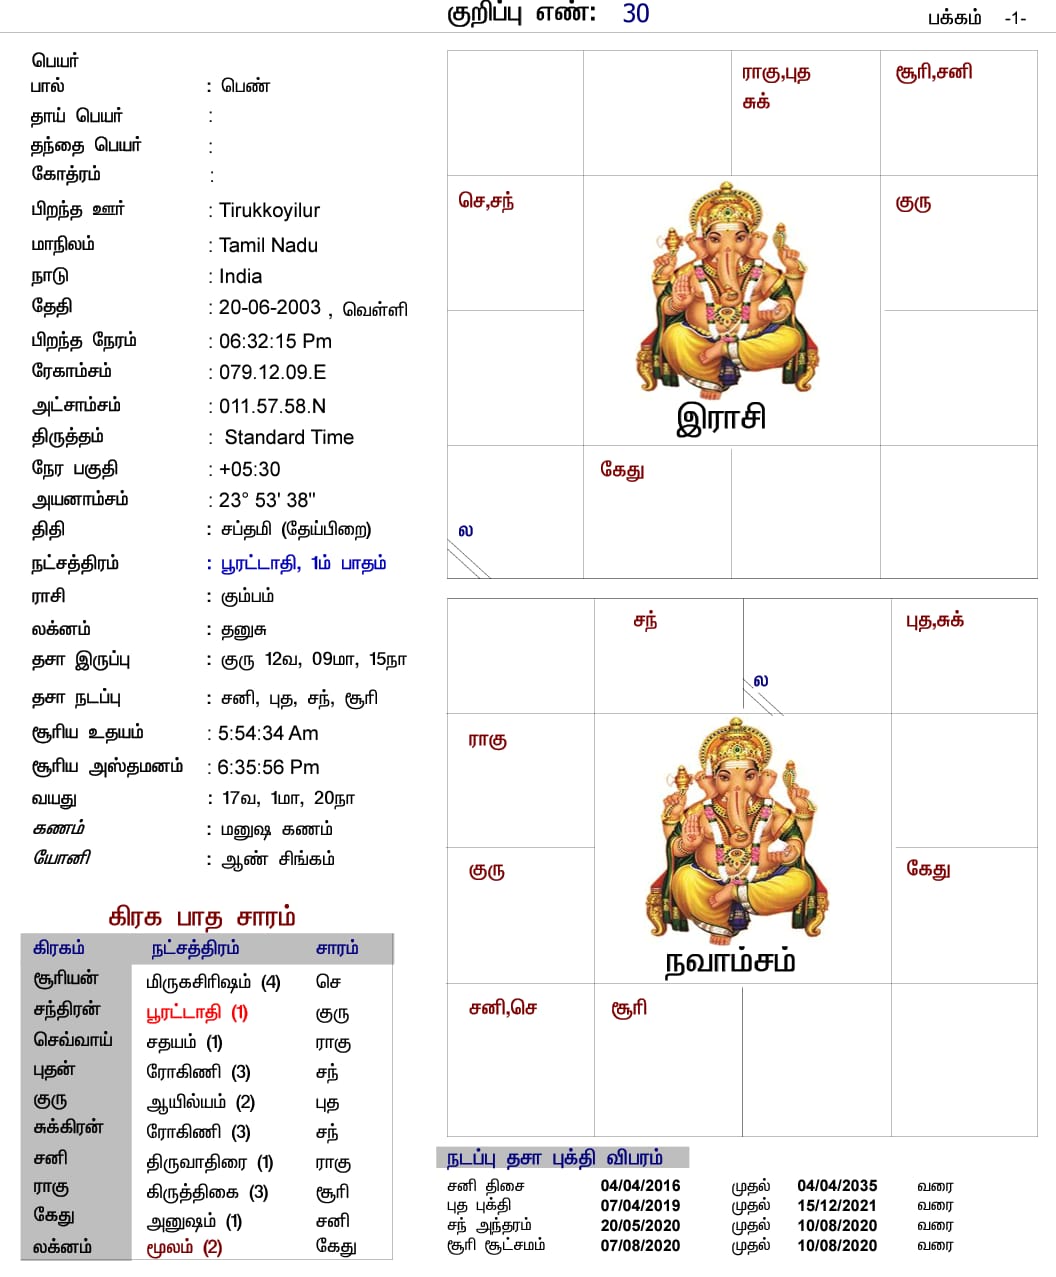 குறிப்பு எண்: 30
பக்கம் -1-
பெயர்
பால் : பெண்
தாய் பெயர் :
தந்தை பெயர் :
கோத்ரம் :
பிறந்த ஊர் : Tirukkoyilur
மாநிலம் : Tamil Nadu
நாடு : India
தேதி : 20-06-2003 , வெள்ளி
பிறந்த நேரம் : 06:32:15 Pm
ரேகாம்சம் : 079.12.09.E
அட்சாம்சம் : 011.57.58.N
திருத்தம் : Standard Time
நேர பகுதி : +05:30
அயனாம்சம் : 23° 53' 38"
திதி : சப்தமி (தேய்பிறை)
நட்சத்திரம் : பூரட்டாதி, 1ம் பாதம்
ராசி : கும்பம்
லக்னம் : தனுசு
தசா இருப்பு : குரு 12வ, 09மா, 15நா
தசா நடப்பு : சனி, புத, சந், சூரி
சூரிய உதயம் : 5:54:34 Am
சூரிய அஸ்தமனம் : 6:35:56 Pm
வயது : 17வ, 1மா, 20நா
கணம் : மனுஷ கணம்
யோனி : ஆண் சிங்கம்
கிரக பாத சாரம்
கிரகம் நட்சத்திரம் சாரம்
சூரியன் மிருகசிரிஷம் (4) செ
சந்திரன் பூரட்டாதி (1) குரு
செவ்வாய் சதயம் (1) ராகு
புதன் ரோகிணி (3) சந்
குரு ஆயில்யம் (2) புத
சுக்கிரன் ரோகிணி (3) சந்
சனி திருவாதிரை (1) ராகு
ராகு கிருத்திகை (3) சூரி
கேது அனுஷம் (1) சனி
லக்னம் மூலம் (2) கேது
ராகு,புத
சுக்
சூரி,சனி
செ,சந்
குரு
இராசி
கேது
ல
சந்
புத,சுக்
ல
ராகு
குரு
கேது
நவாம்சம்
சனி,செ
சூரி
நடப்பு தசா புக்தி விபரம்
சனி திசை 04/04/2016 முதல் 04/04/2035 வரை
புத புக்தி 07/04/2019 முதல் 15/12/2021 வரை
சந் அந்தரம் 20/05/2020 முதல் 10/08/2020 வரை
சூரி சூட்சமம் 07/08/2020 முதல் 10/08/2020 வரை